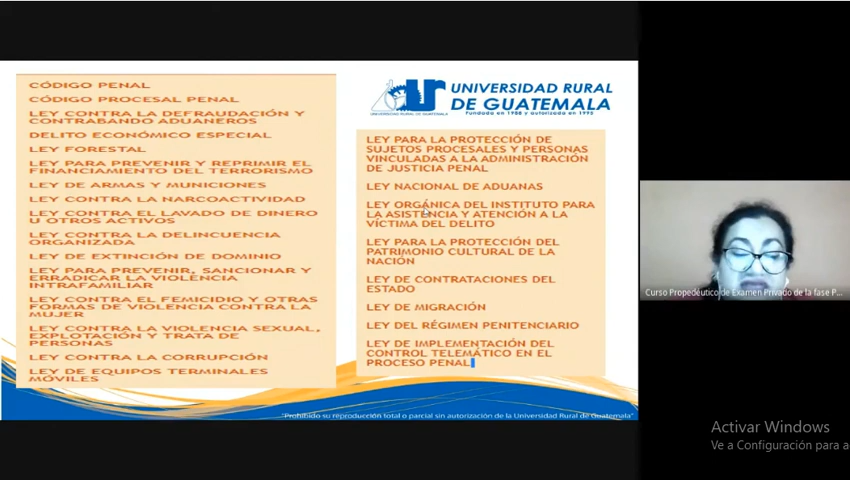 CÓDIGO PENAL
CÓDIGO PROCESAL PENAL
LEY CONTRA LA DEFRAUDACIÓN Y
CONTRABANDO ADUANEROS
DELITO ECONÓMICO ESPECIAL
LEY FORESTAL
LEY PARA PREVENIR Y REPRIMIR EL
FINANCIAMIENTO DEL TERRORISMO
LEY DE ARMAS Y MUNICIONES
LEY CONTRA LA NARCOACTIVIDAD
LEY CONTRA EL LAVADO DE DINERO
U OTROS ACTIVOS
LEY CONTRA LA DELINCUENCIA
ORGANIZADA
LEY DE EXTINCIÓN DE DOMINIO
LEY PARA PREVENIR, SANCIONAR Y
ERRADICAR LA VIOLENCIA
INTRAFAMILIAR
LEY CONTRA EL FEMICIDIO Y OTRAS
FORMAS DE VIOLENCIA CONTRA LA
MUJER
LEY CONTRA LA VIOLENCIA SEXUAL,
EXPLOTACIÓN Y TRATA DE
PERSONAS
LEY CONTRA LA CORRUPCIÓN
LEY DE EQUIPOS TERMINALES
MÓVILES
UNIVERSIDAD RURAL DE GUATEMALA
UNIVERSIDAD RURAL
DE GUATEMALA
Fundada en 1988 y autorizada en 1995
LEY PARA LA PROTECCIÓN DE
SUJETOS PROCESALES Y PERSONAS
VINCULADAS A LA ADMINISTRACIÓN
DE JUSTICIA PENAL
LEY NACIONAL DE ADUANAS
LEY ORGÁNICA DEL INSTITUTO PARA
LA ASISTENCIA Y ATENCIÓN A LA
VÍCTIMA DEL DELITO
LEY PARA LA PROTECCIÓN DEL
PATRIMONIO CULTURAL DE LA
NACIÓN
LEY DE CONTRATACIONES DEL
ESTADO
LEY DE MIGRACIÓN
LEY DEL RÉGIMEN PENITENCIARIO
LEY DE IMPLEMENTACIÓN DEL
CONTROL TELEMÁTICO EN EL
PROCESO PENAL
"Prohibido su reproducción total o parcial sin autorización de la Universidad Rural de Guatemala"
Curso Propedéutico de Examen Privado de la fase P...
Activar Windows
Ve a Configuración para a